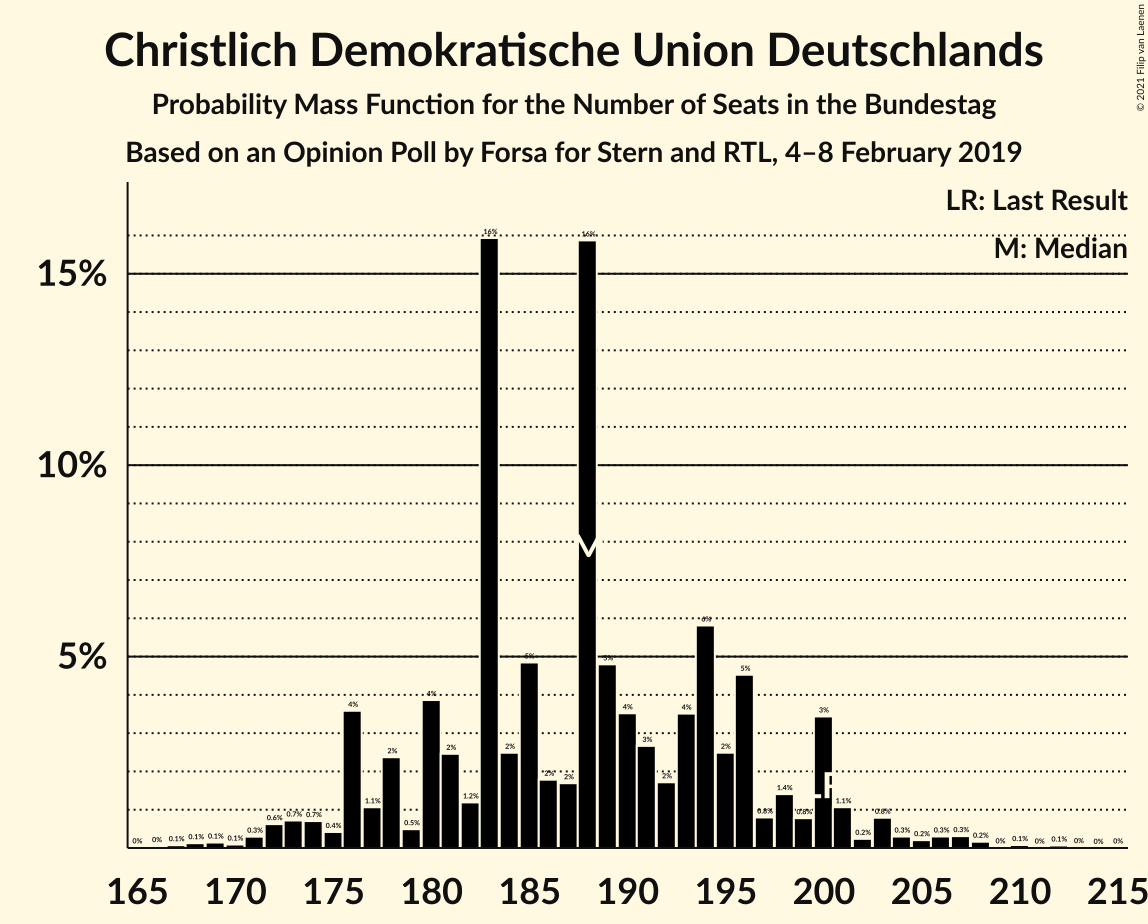 Christlich Demokratische Union Deutschlands
Probability Mass Function for the Number of Seats in the Bundestag
Based on an Opinion Poll by Forsa for Stern and RTL, 4–8 February 2019
© 2021 Filip van Laenen
LR: Last Result
M: Median
15%
10%
5%
0% 0% 0.1% 0.1% 0.1% 0.1% 0.3% 0.6% 0.7% 0.7% 0.4% 4% 1.1% 2% 0.5% 4% 2% 1.2% 16% 2% 5% 2% 2% 16% 5% 4% 3% 2% 4% 6% 2% 5% 0.8% 1.4% 0.8% 3% 1.1% 0.2% 0.8% 0.3% 0.2% 0.3% 0.3% 0.2% 0% 0.1% 0% 0.1% 0% 0% 0%
165 170 175 180 185 190 195 200 205 210 215